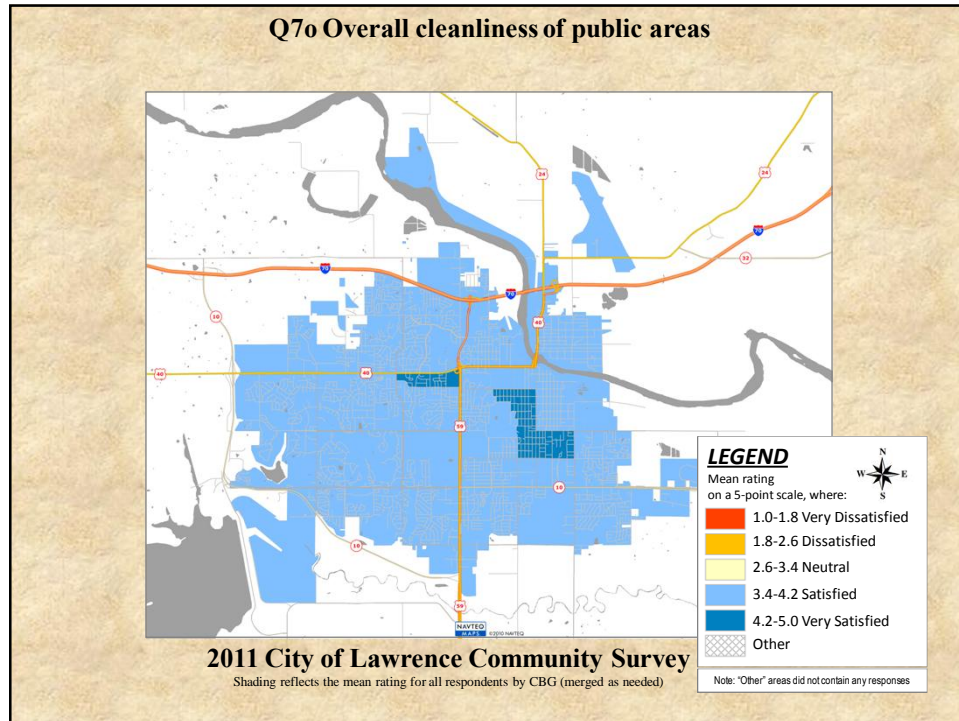 Q7o Overall cleanliness of public areas
24
24
70
32
70
70
10
40
40
40
59
10
10
59
NAVTEQ
MAPS
©2010 NAVTEQ
LEGEND
Mean rating
on a 5-point scale, where:
N
W E
S
1.0-1.8 Very Dissatisfied
1.8-2.6 Dissatisfied
2.6-3.4 Neutral
3.4-4.2 Satisfied
4.2-5.0 Very Satisfied
Other
Note: "Other" areas did not contain any responses
2011 City of Lawrence Community Survey
Shading reflects the mean rating for all respondents by CBG (merged as needed)